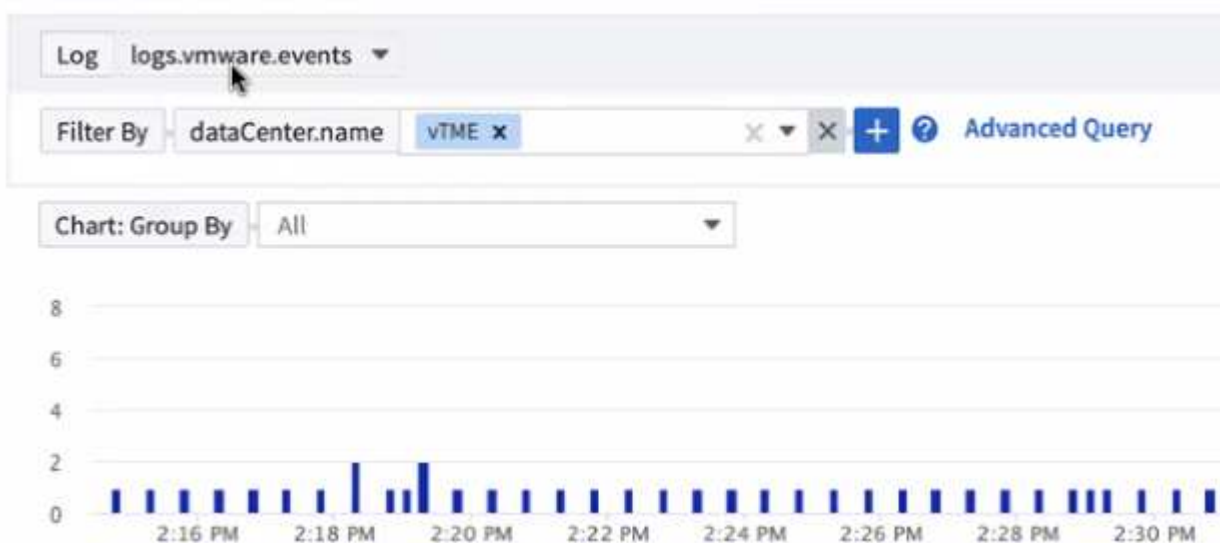 Log logs.vmware.events
Filter By dataCenter.name vTME x Advanced Query
Chart: Group By All
8
6
4
2
0
2:16 PM 2:18 PM 2:20 PM 2:22 PM 2:24 PM 2:26 PM 2:28 PM 2:30 PM